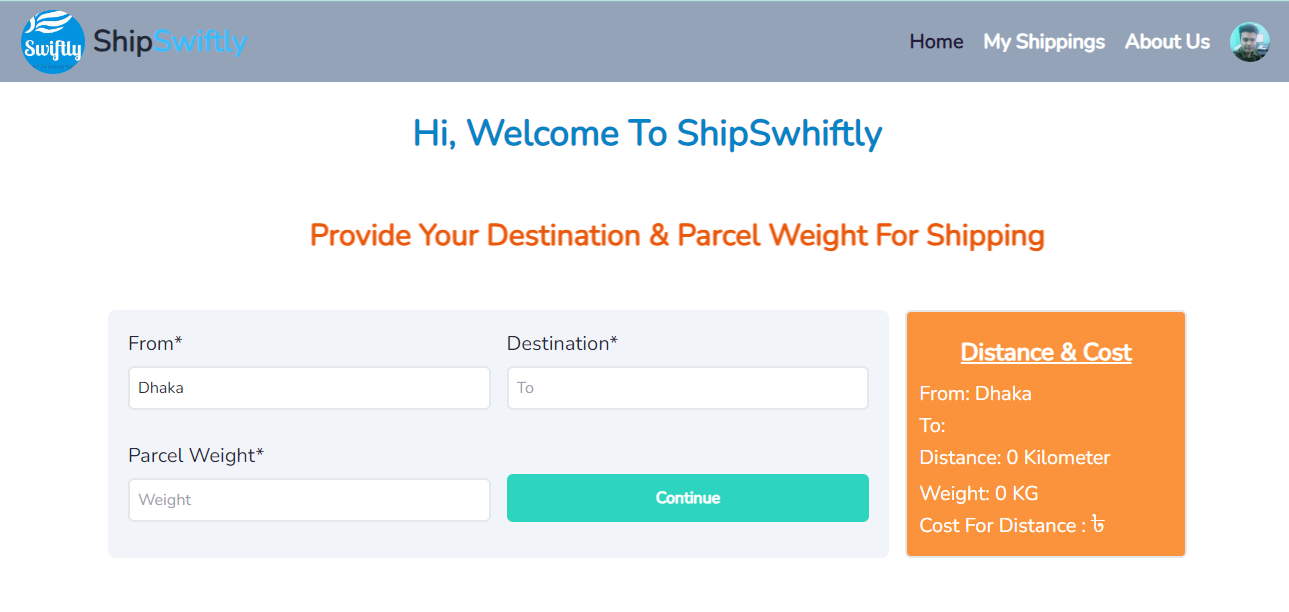 Swiftly
ShipSwiftly
Home My Shippings About Us
Hi, Welcome To ShipSwhiftly
Provide Your Destination & Parcel Weight For Shipping
From*
Destination*
Dhaka
To
Parcel Weight*
Weight
Continue
Distance & Cost
From: Dhaka
To:
Distance: 0 Kilometer
Weight: 0 KG
Cost For Distance : ৳